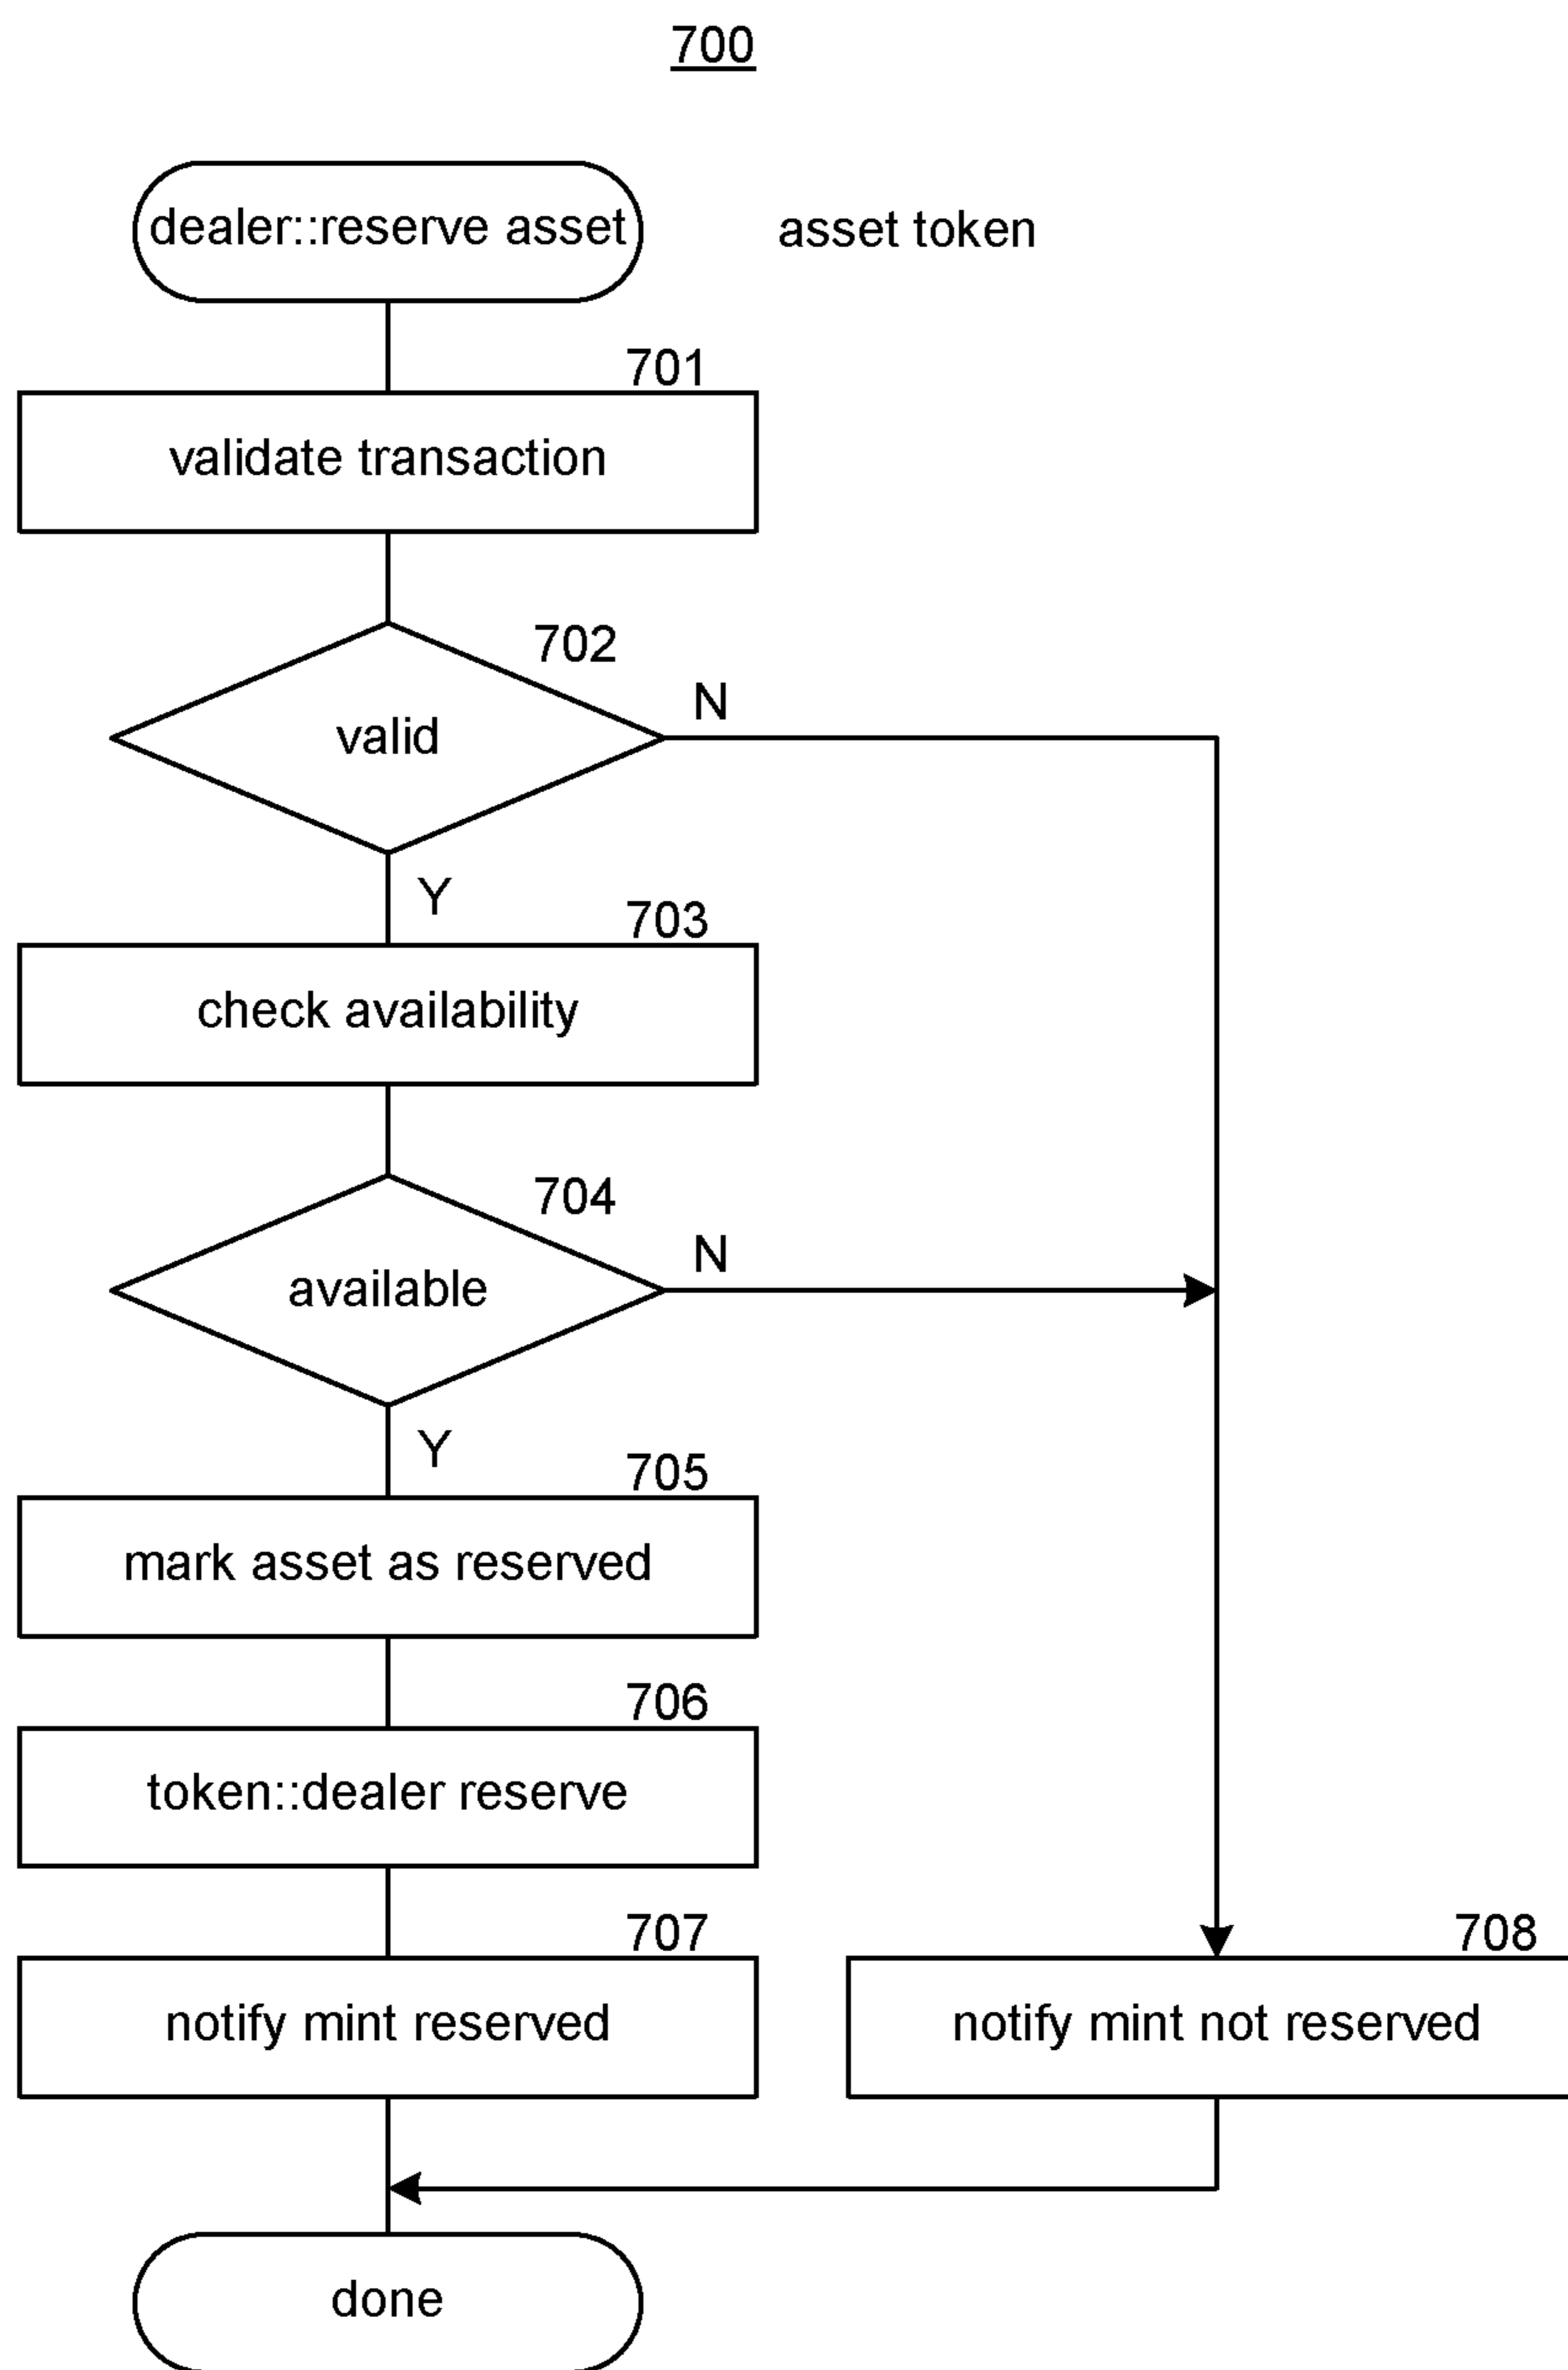 700
dealer::reserve asset
asset token
701
validate transaction
702
valid
N
Y
703
check availability
704
available
N
Y
705
mark asset as reserved
706
token::dealer reserve
707
notify mint reserved
708
notify mint not reserved
done